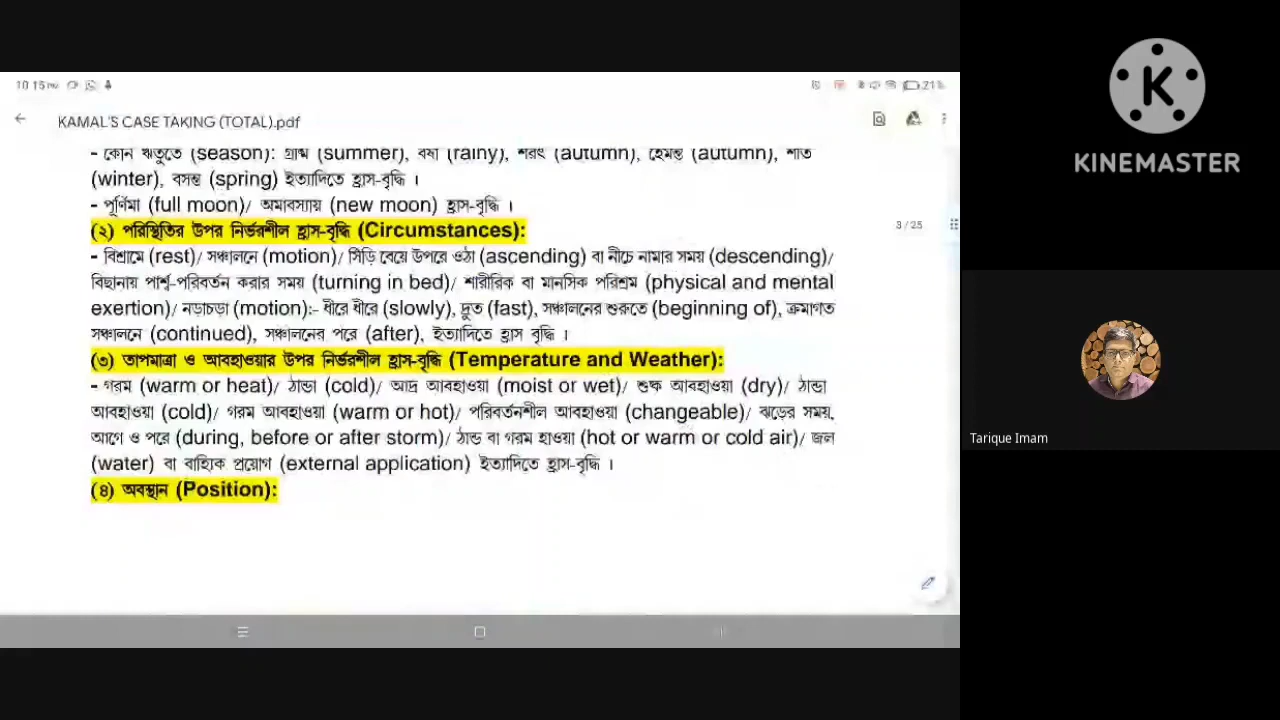 10:15 PM
21%
KAMAL'S CASE TAKING (TOTAL).pdf
- কোন ঋতুতে (season): গ্রীষ্ম (summer), বর্ষা (rainy), শরৎ (autumn), হেমন্ত (autumn), শীত
(winter), বসন্ত (spring) ইত্যাদিতে হ্রাস-বৃদ্ধি ।
- পূর্ণিমা (full moon)/ অমাবস্যায় (new moon) হ্রাস-বৃদ্ধি ।
(২) পরিস্থিতির উপর নির্ভরশীল হ্রাস-বৃদ্ধি (Circumstances):
3 / 25
- বিশ্রামে (rest)/ সঞ্চালনে (motion)/ সিঁড়ি বেয়ে উপরে ওঠা (ascending) বা নীচে নামার সময় (descending)/
বিছানায় পার্শ্ব-পরিবর্তন করার সময় (turning in bed)/ শারীরিক বা মানসিক পরিশ্রম (physical and mental
exertion)/ নড়াচড়া (motion):- ধীরে ধীরে (slowly), দ্রুত (fast), সঞ্চালনের শুরুতে (beginning of), ক্রমাগত
সঞ্চালনে (continued), সঞ্চালনের পরে (after), ইত্যাদিতে হ্রাস বৃদ্ধি ।
(৩) তাপমাত্রা ও আবহাওয়ার উপর নির্ভরশীল হ্রাস-বৃদ্ধি (Temperature and Weather):
- গরম (warm or heat)/ ঠান্ডা (cold)/ আদ্র আবহাওয়া (moist or wet)/ শুষ্ক আবহাওয়া (dry)/ ঠান্ডা
আবহাওয়া (cold)/ গরম আবহাওয়া (warm or hot)/ পরিবর্তনশীল আবহাওয়া (changeable)/ ঝড়ের সময়,
আগে ও পরে (during, before or after storm)/ ঠান্ড বা গরম হাওয়া (hot or warm or cold air)/ জল
(water) বা বাহ্যিক প্রয়োগ (external application) ইত্যাদিতে হ্রাস-বৃদ্ধি ।
(৪) অবস্থান (Position):
K
KINEMASTER
Tarique Imam